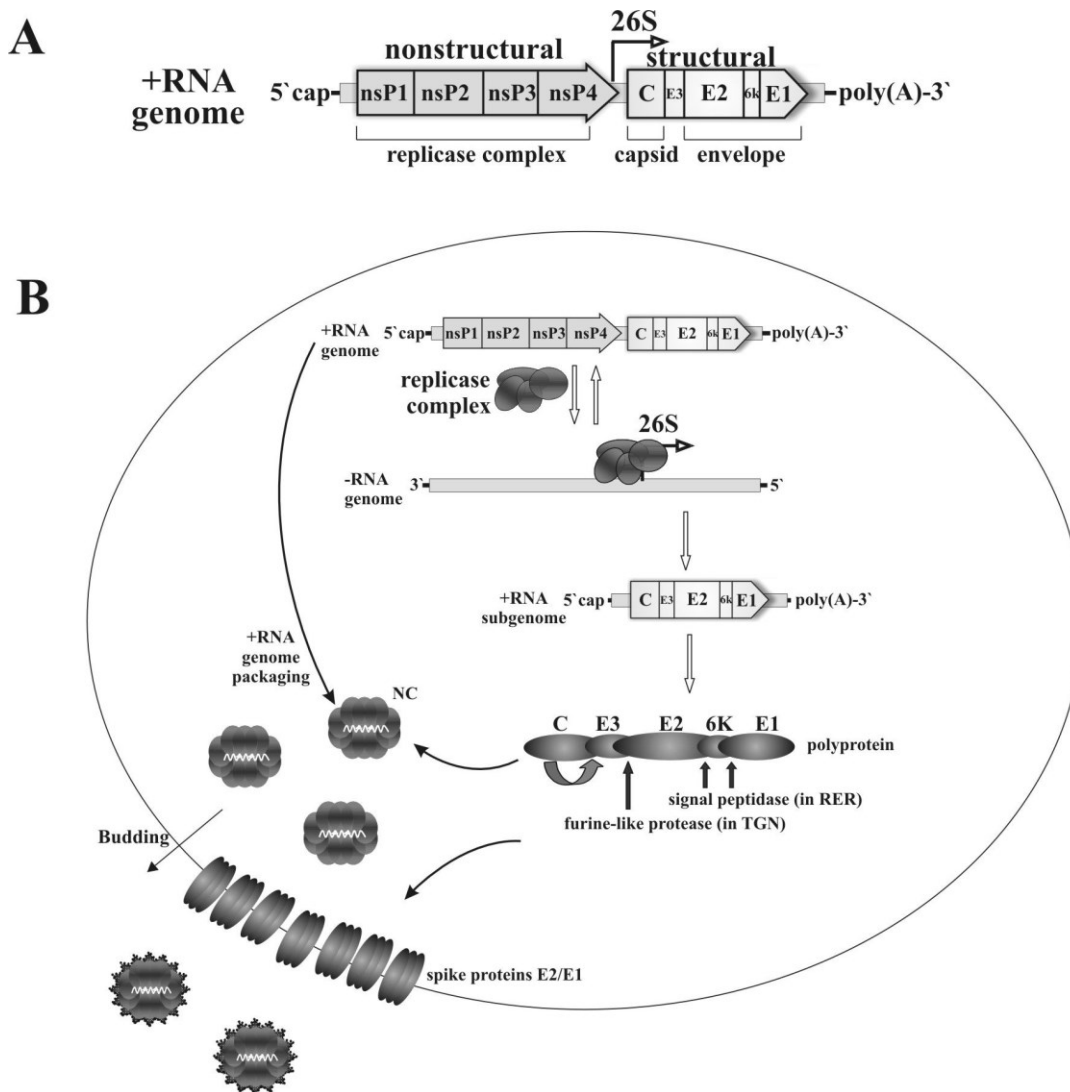 A
26S
nonstructural
structural
+RNA
genome
5`cap
nsP1 nsP2 nsP3 nsP4
C E3 E2 6k E1
poly(A)-3`
replicase complex
capsid
envelope
B
+RNA
genome
5`cap
nsP1 nsP2 nsP3 nsP4
C E3 E2 6k E1
poly(A)-3`
replicase
complex
26S
-RNA
genome
3`
5`
+RNA
subgenome
5`cap
C E3 E2 6k E1
poly(A)-3`
+RNA
genome
packaging
NC
C E3 E2 6K E1
polyprotein
signal peptidase (in RER)
furine-like protease (in TGN)
Budding
spike proteins E2/E1